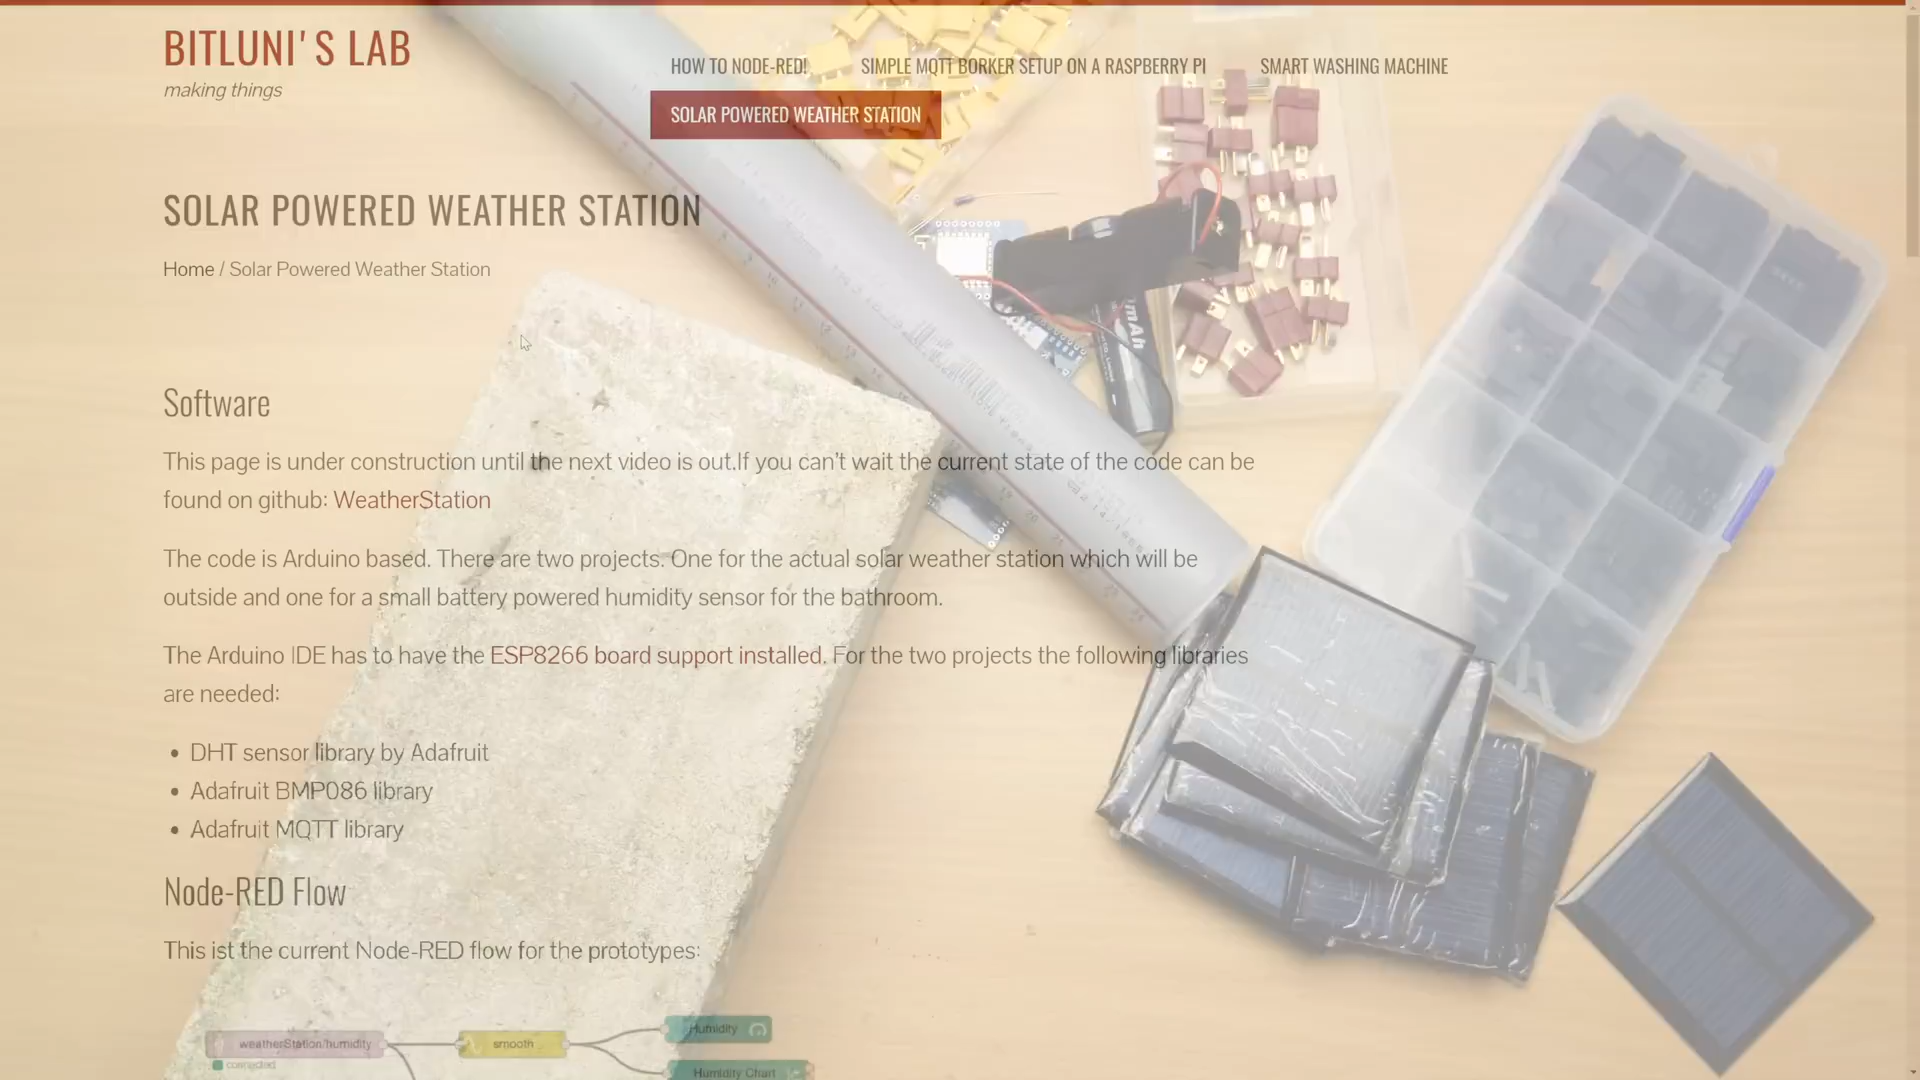 BITLUNI'S LAB
making things
HOW TO NODE-RED!
SIMPLE MQTT BORKER SETUP ON A RASPBERRY PI
SMART WASHING MACHINE
SOLAR POWERED WEATHER STATION
SOLAR POWERED WEATHER STATION
Home / Solar Powered Weather Station
Software
This page is under construction until the next video is out.If you can't wait the current state of the code can be
found on github: WeatherStation
The code is Arduino based. There are two projects. One for the actual solar weather station which will be
outside and one for a small battery powered humidity sensor for the bathroom.
The Arduino IDE has to have the ESP8266 board support installed. For the two projects the following libraries
are needed:
• DHT sensor library by Adafruit
• Adafruit BMP086 library
• Adafruit MQTT library
Node-RED Flow
This ist the current Node-RED flow for the prototypes:
Humidity
weatherStation/humidity
smooth
connected
Humidity Chart
mAh